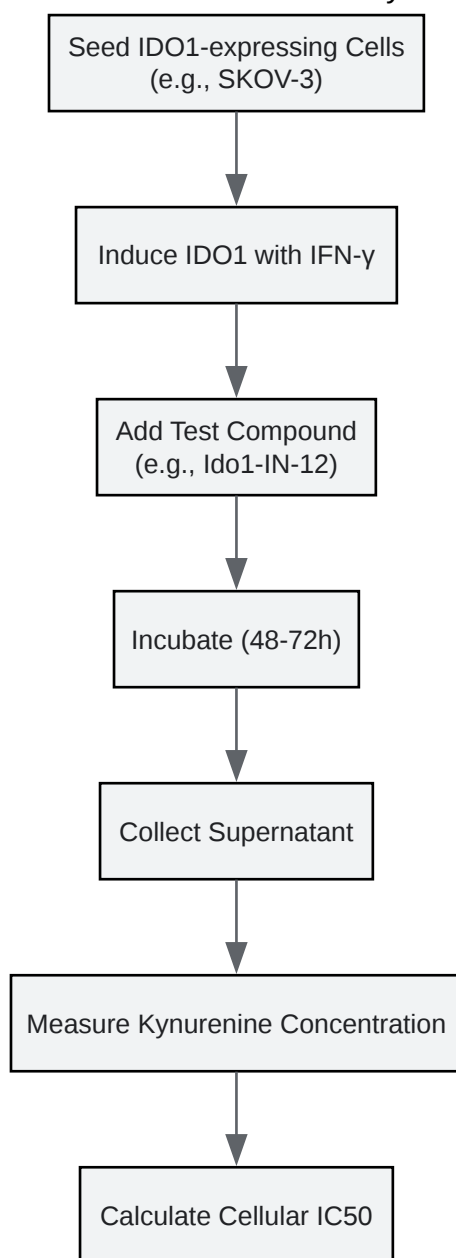 Seed IDO1-expressing Cells
(e.g., SKOV-3)
Induce IDO1 with IFN-γ
Add Test Compound
(e.g., Ido1-IN-12)
Incubate (48-72h)
Collect Supernatant
Measure Kynurenine Concentration
Calculate Cellular IC50